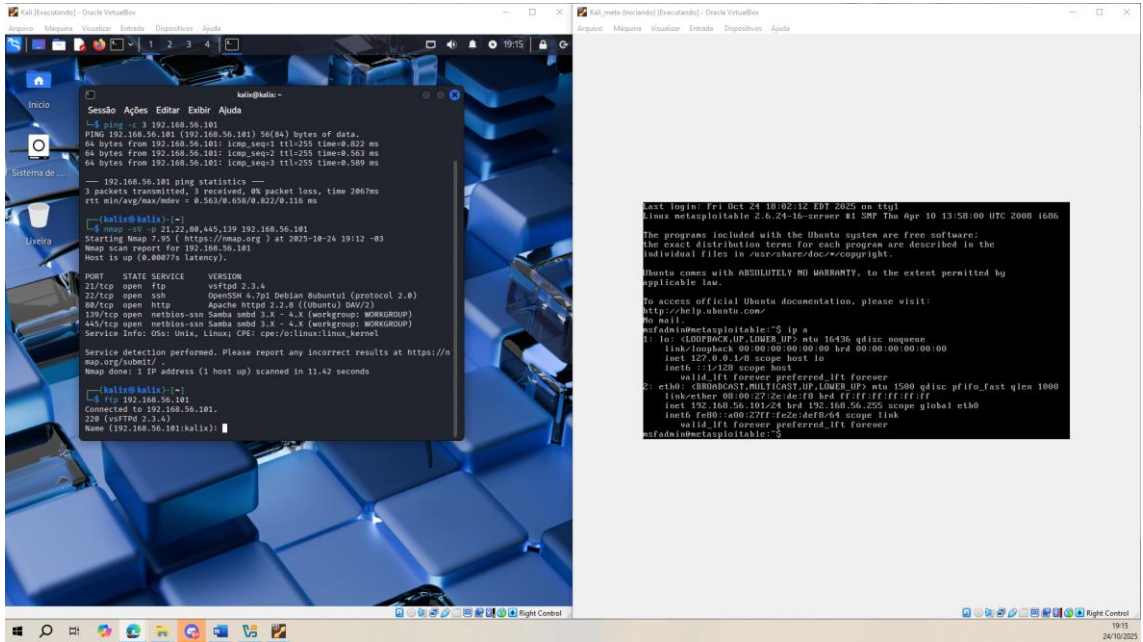 Kali [Executando] - Oracle VirtualBox
Arquivo Máquina Visualizar Entrada Dispositivos Ajuda
1 2 3 4
19:15
Início
Sistema de ...
Lixeira
kalix@kalix: ~
Sessão Ações Editar Exibir Ajuda
└─$ ping -c 3 192.168.56.101
PING 192.168.56.101 (192.168.56.101) 56(84) bytes of data.
64 bytes from 192.168.56.101: icmp_seq=1 ttl=255 time=0.822 ms
64 bytes from 192.168.56.101: icmp_seq=2 ttl=255 time=0.563 ms
64 bytes from 192.168.56.101: icmp_seq=3 ttl=255 time=0.589 ms
— 192.168.56.101 ping statistics —
3 packets transmitted, 3 received, 0% packet loss, time 2067ms
rtt min/avg/max/mdev = 0.563/0.658/0.822/0.116 ms
┌──(kalix㉿kalix)-[~]
└─$ nmap -sV -p 21,22,80,445,139 192.168.56.101
Starting Nmap 7.95 ( https://nmap.org ) at 2025-10-24 19:12 -03
Nmap scan report for 192.168.56.101
Host is up (0.00077s latency).
PORT STATE SERVICE VERSION
21/tcp open ftp vsftpd 2.3.4
22/tcp open ssh OpenSSH 4.7p1 Debian 8ubuntu1 (protocol 2.0)
80/tcp open http Apache httpd 2.2.8 ((Ubuntu) DAV/2)
139/tcp open netbios-ssn Samba smbd 3.X - 4.X (workgroup: WORKGROUP)
445/tcp open netbios-ssn Samba smbd 3.X - 4.X (workgroup: WORKGROUP)
Service Info: OSs: Unix, Linux; CPE: cpe:/o:linux:linux_kernel
Service detection performed. Please report any incorrect results at https://n
map.org/submit/ .
Nmap done: 1 IP address (1 host up) scanned in 11.42 seconds
┌──(kalix㉿kalix)-[~]
└─$ ftp 192.168.56.101
Connected to 192.168.56.101.
220 (vsFTPd 2.3.4)
Name (192.168.56.101:kalix):
Right Control
Kali_meta (Iniciando) [Executando] - Oracle VirtualBox
Arquivo Máquina Visualizar Entrada Dispositivos Ajuda
Last login: Fri Oct 24 18:02:12 EDT 2025 on tty1
Linux metasploitable 2.6.24-16-server #1 SMP Thu Apr 10 13:58:00 UTC 2008 i686
The programs included with the Ubuntu system are free software;
the exact distribution terms for each program are described in the
individual files in /usr/share/doc/*/copyright.
Ubuntu comes with ABSOLUTELY NO WARRANTY, to the extent permitted by
applicable law.
To access official Ubuntu documentation, please visit:
http://help.ubuntu.com/
No mail.
msfadmin@metasploitable:~$ ip a
1: lo: <LOOPBACK,UP,LOWER_UP> mtu 16436 qdisc noqueue
link/loopback 00:00:00:00:00:00 brd 00:00:00:00:00:00
inet 127.0.0.1/8 scope host lo
inet6 ::1/128 scope host
valid_lft forever preferred_lft forever
2: eth0: <BROADCAST,MULTICAST,UP,LOWER_UP> mtu 1500 qdisc pfifo_fast qlen 1000
link/ether 08:00:27:2e:de:f8 brd ff:ff:ff:ff:ff:ff
inet 192.168.56.101/24 brd 192.168.56.255 scope global eth0
inet6 fe80::a00:27ff:fe2e:def8/64 scope link
valid_lft forever preferred_lft forever
msfadmin@metasploitable:~$
Right Control
19:15
24/10/2025